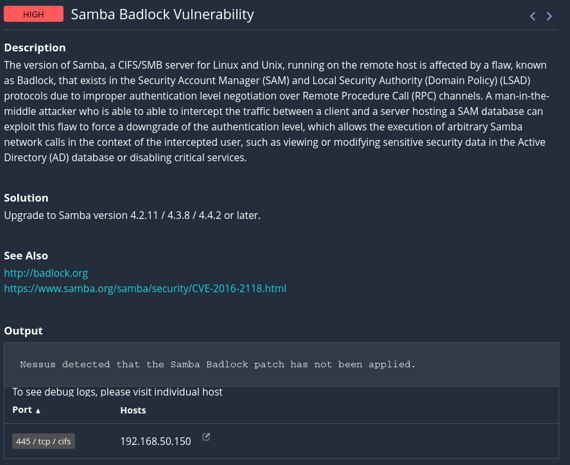 HIGH Samba Badlock Vulnerability
Description
The version of Samba, a CIFS/SMB server for Linux and Unix, running on the remote host is affected by a flaw, known
as Badlock, that exists in the Security Account Manager (SAM) and Local Security Authority (Domain Policy) (LSAD)
protocols due to improper authentication level negotiation over Remote Procedure Call (RPC) channels. A man-in-the-
middle attacker who is able to able to intercept the traffic between a client and a server hosting a SAM database can
exploit this flaw to force a downgrade of the authentication level, which allows the execution of arbitrary Samba
network calls in the context of the intercepted user, such as viewing or modifying sensitive security data in the Active
Directory (AD) database or disabling critical services.
Solution
Upgrade to Samba version 4.2.11 / 4.3.8 / 4.4.2 or later.
See Also
http://badlock.org
https://www.samba.org/samba/security/CVE-2016-2118.html
Output
Nessus detected that the Samba Badlock patch has not been applied.
To see debug logs, please visit individual host
Port ▲ Hosts
445 / tcp / cifs 192.168.50.150